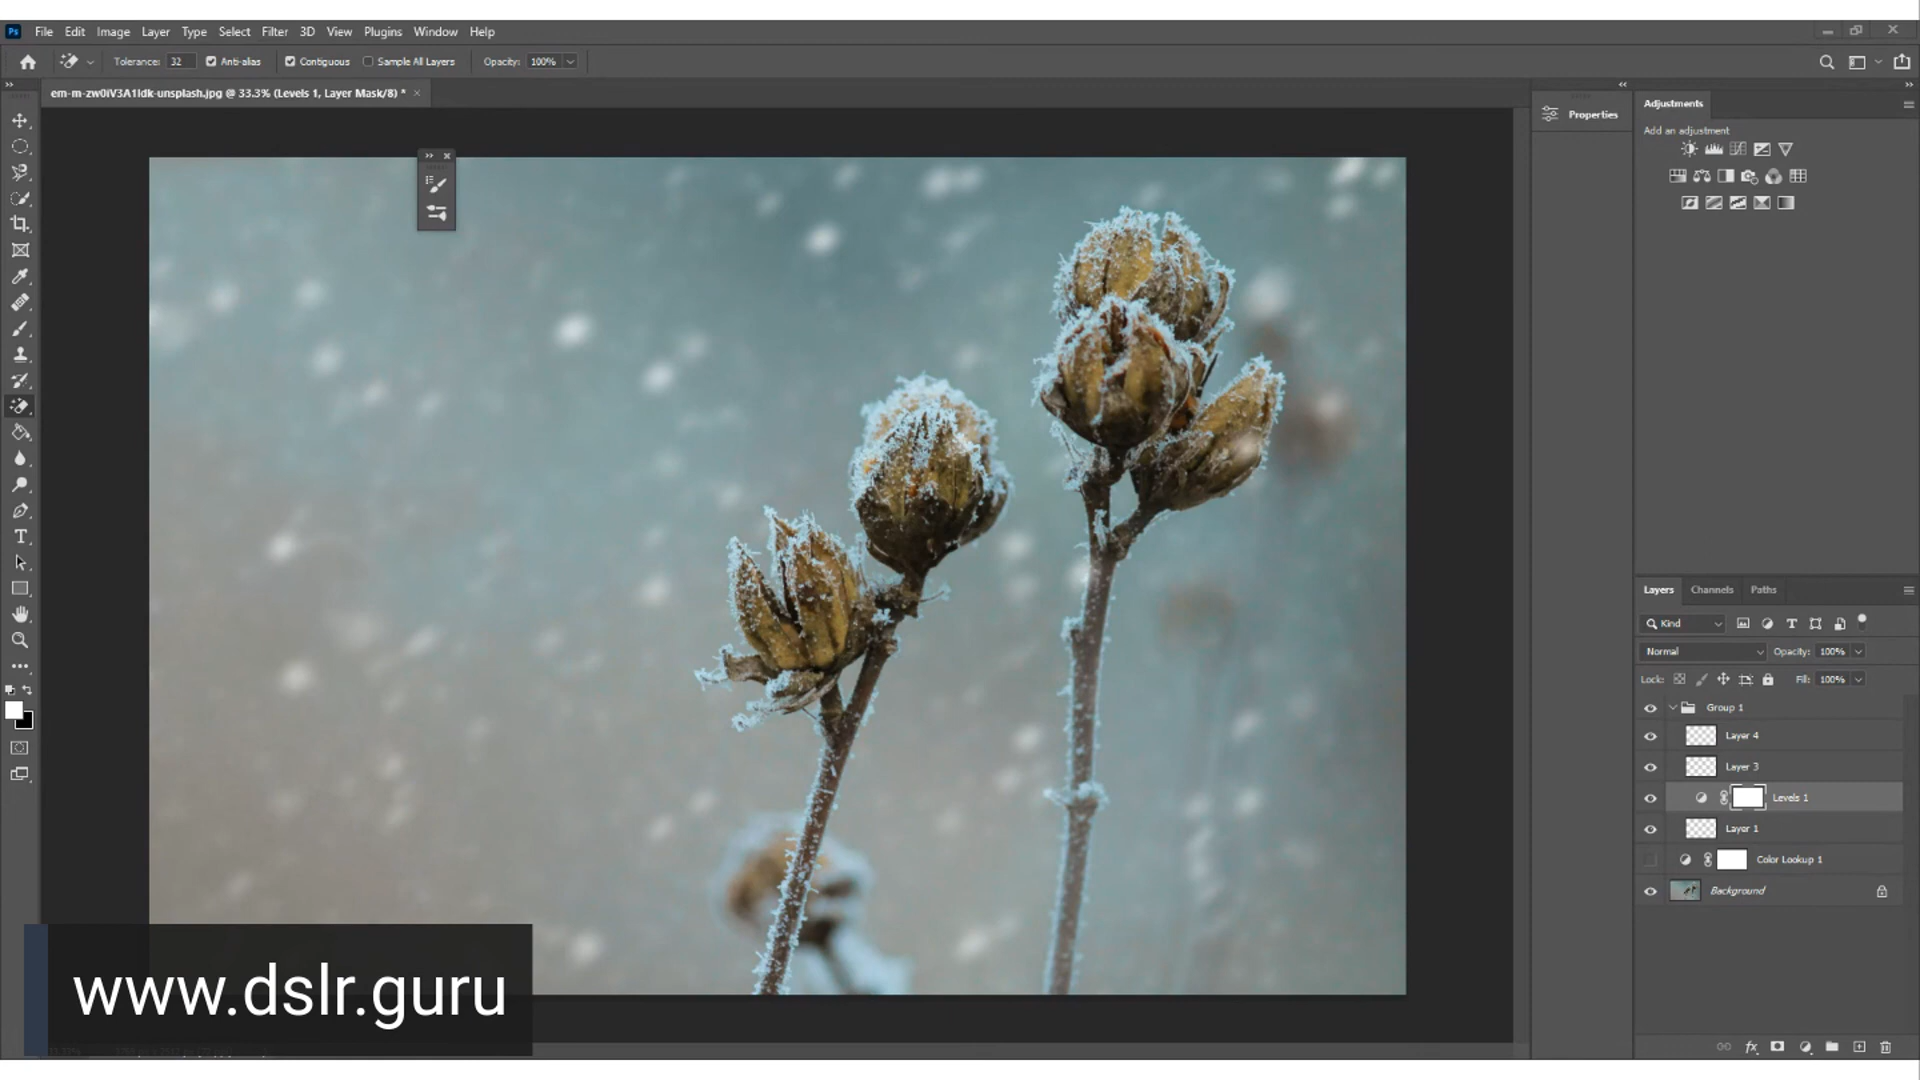 Ps File Edit Image Layer Type Select Filter 3D View Plugins Window Help
Tolerance: 32 Anti-alias Contiguous Sample All Layers Opacity: 100%
em-m-zw0iV3A1ldk-unsplash.jpg @ 33.3% (Levels 1, Layer Mask/8) *
Properties
Adjustments
Add an adjustment
Layers Channels Paths
Kind
Normal Opacity: 100%
Lock: Fill: 100%
Group 1
Layer 4
Layer 3
Levels 1
Layer 1
Color Lookup 1
Background
www.dslr.guru